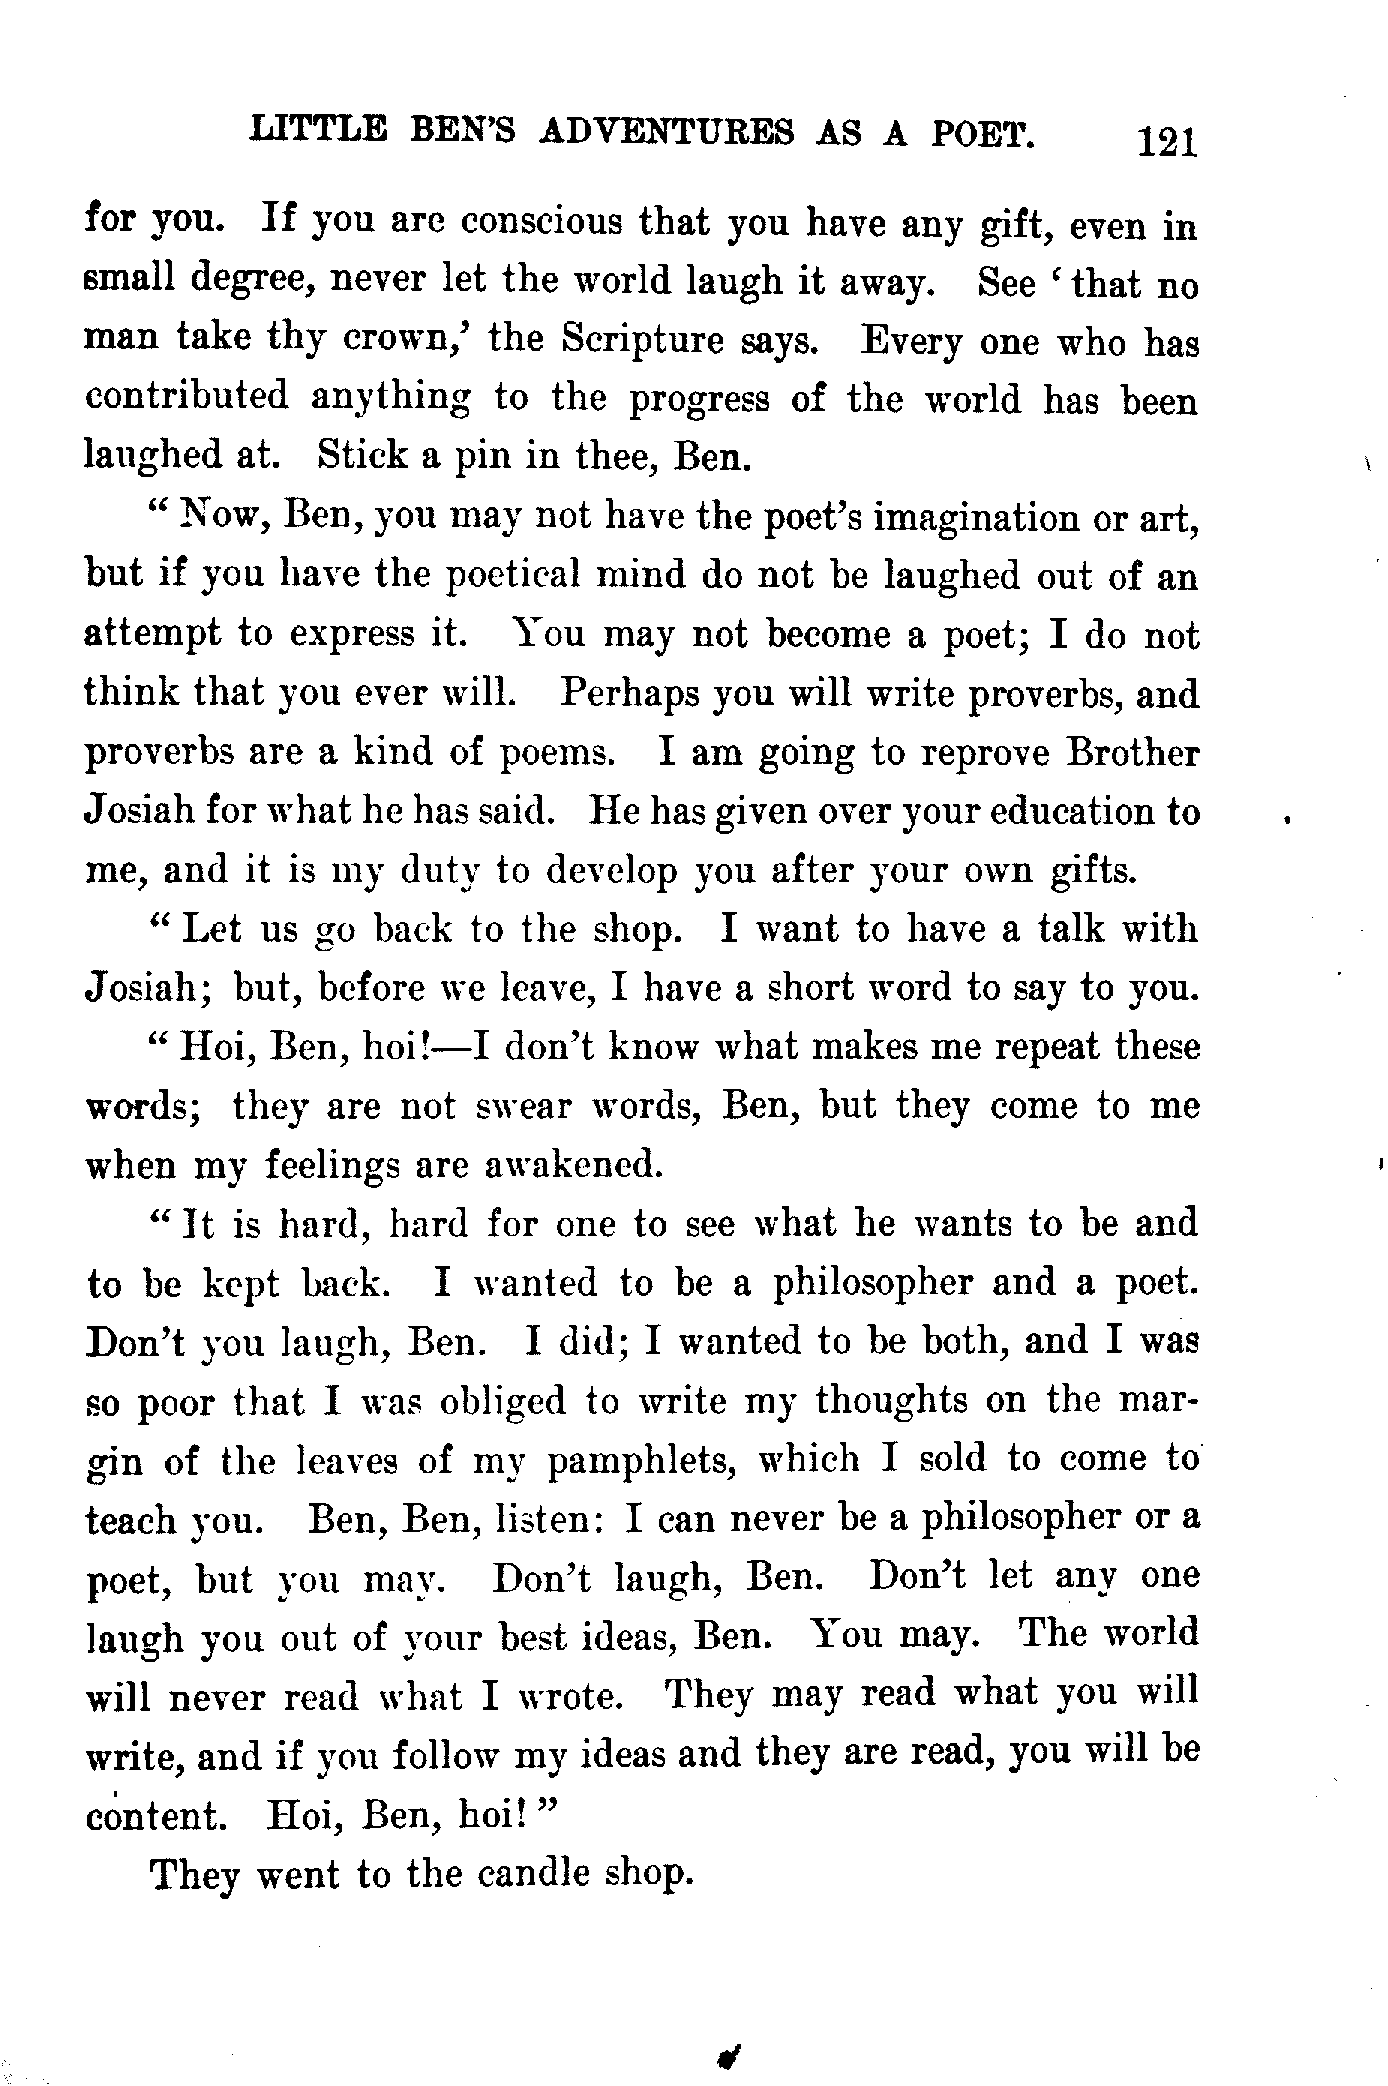 LITTLE BEN'S ADVENTURES AS A POET. 121
for you. If you are conscious that you have any gift, even in
small degree, never let the world laugh it away. See ‘that no
man take thy crown,’ the Scripture says. Every one who has
contributed anything to the progress of the world has been
laughed at. Stick a pin in thee, Ben.
“Now, Ben, you may not have the poet's imagination or art,
but if you have the poetical mind do not be laughed out of an
attempt to express it. You may not become a poet; I do not
think that you ever will. Perhaps you will write proverbs, and
proverbs are a kind of poems. I am going to reprove Brother
Josiah for what he has said. He has given over your education to
me, and it is my duty to develop you after your own gifts.
“Let us go back to the shop. I want to have a talk with
Josiah; but, before we leave, I have a short word to say to you.
“Hoi, Ben, hoi!—I don't know what makes me repeat these
words; they are not swear words, Ben, but they come to me
when my feelings are awakened.
“It is hard, hard for one to see what he wants to be and
to be kept back. I wanted to be a philosopher and a poet.
Don't you laugh, Ben. I did; I wanted to be both, and I was
so poor that I was obliged to write my thoughts on the mar-
gin of the leaves of my pamphlets, which I sold to come to
teach you. Ben, Ben, listen: I can never be a philosopher or a
poet, but you may. Don't laugh, Ben. Don't let any one
laugh you out of your best ideas, Ben. You may. The world
will never read what I wrote. They may read what you will
write, and if you follow my ideas and they are read, you will be
content. Hoi, Ben, hoi!”
They went to the candle shop.